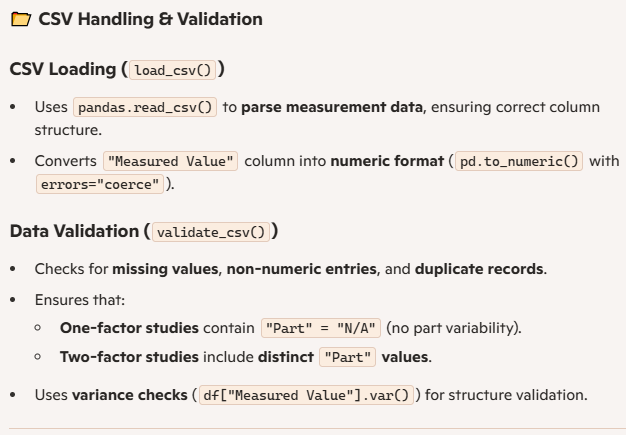 📂 CSV Handling & Validation
CSV Loading (load_csv())
• Uses pandas.read_csv() to parse measurement data, ensuring correct column
structure.
• Converts "Measured Value" column into numeric format (pd.to_numeric() with
errors="coerce").
Data Validation (validate_csv())
• Checks for missing values, non-numeric entries, and duplicate records.
• Ensures that:
○ One-factor studies contain "Part" = "N/A" (no part variability).
○ Two-factor studies include distinct "Part" values.
• Uses variance checks (df["Measured Value"].var()) for structure validation.